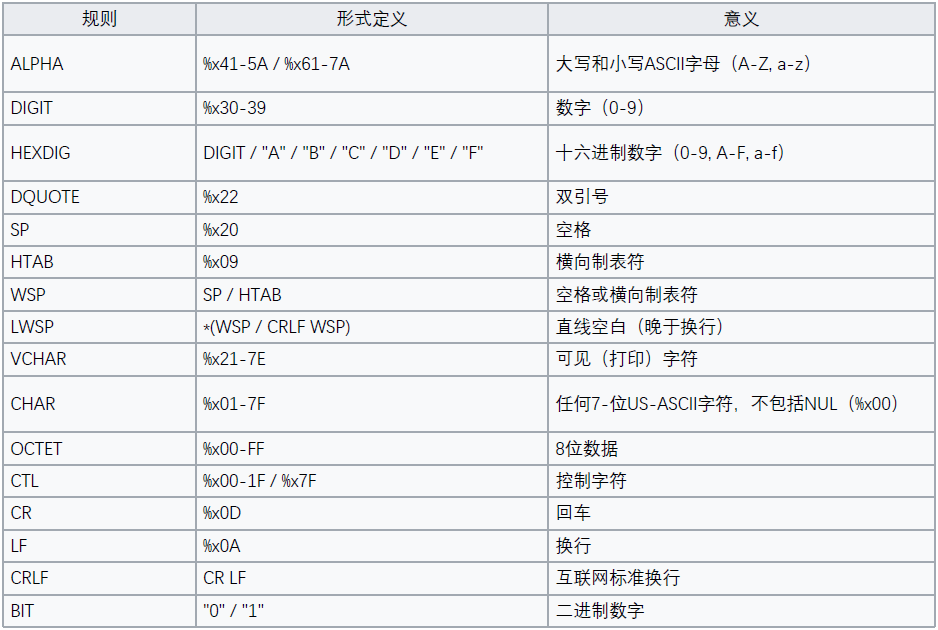 规则 形式定义 意义
ALPHA %x41-5A / %x61-7A 大写和小写ASCII字母（A-Z, a-z）
DIGIT %x30-39 数字（0-9）
HEXDIG DIGIT / "A" / "B" / "C" / "D" / "E" / "F" 十六进制数字（0-9, A-F, a-f）
DQUOTE %x22 双引号
SP %x20 空格
HTAB %x09 横向制表符
WSP SP / HTAB 空格或横向制表符
LWSP *(WSP / CRLF WSP) 直线空白（晚于换行）
VCHAR %x21-7E 可见（打印）字符
CHAR %x01-7F 任何7-位US-ASCII字符，不包括NUL（%x00）
OCTET %x00-FF 8位数据
CTL %x00-1F / %x7F 控制字符
CR %x0D 回车
LF %x0A 换行
CRLF CR LF 互联网标准换行
BIT "0" / "1" 二进制数字